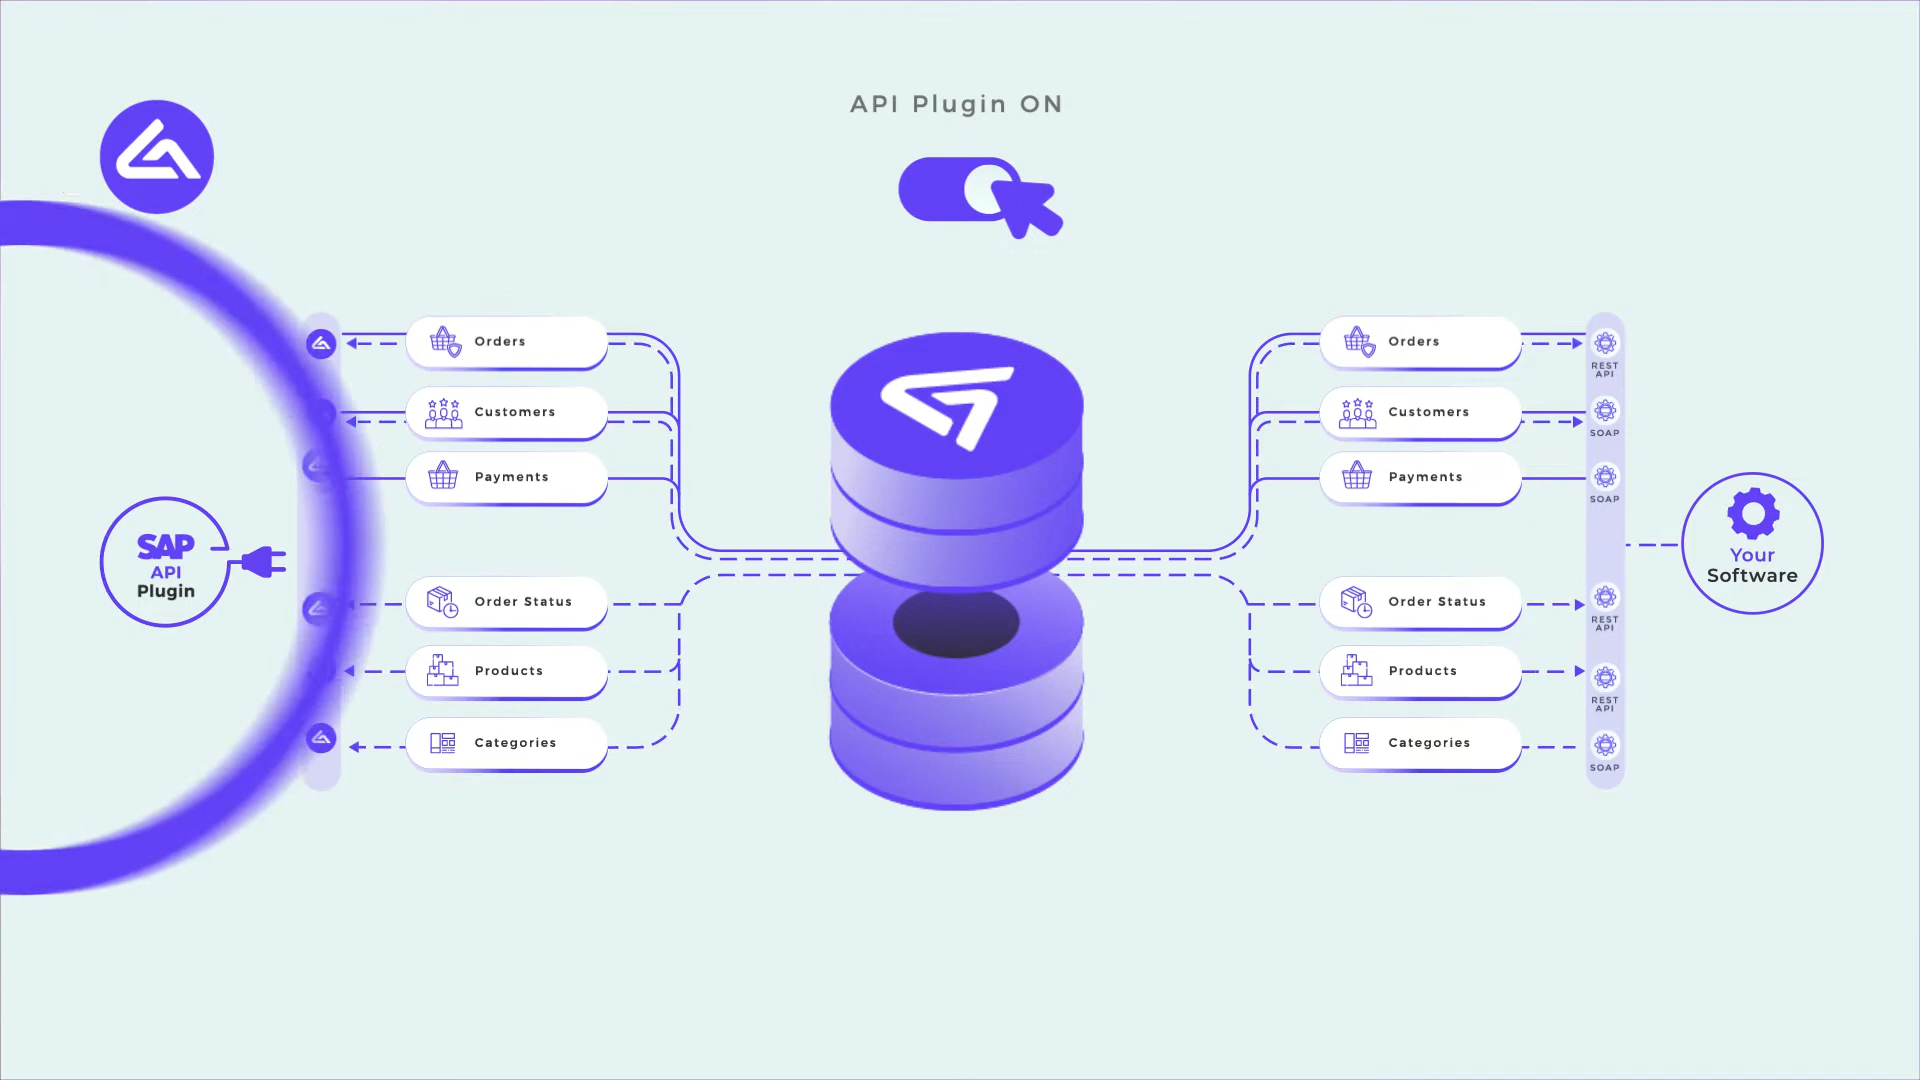 API Plugin ON
Orders
Customers
Payments
Order Status
Products
Categories
SAP
API
Plugin
Orders
Customers
Payments
Order Status
Products
Categories
REST
API
SOAP
SOAP
REST
API
REST
API
SOAP
Your
Software